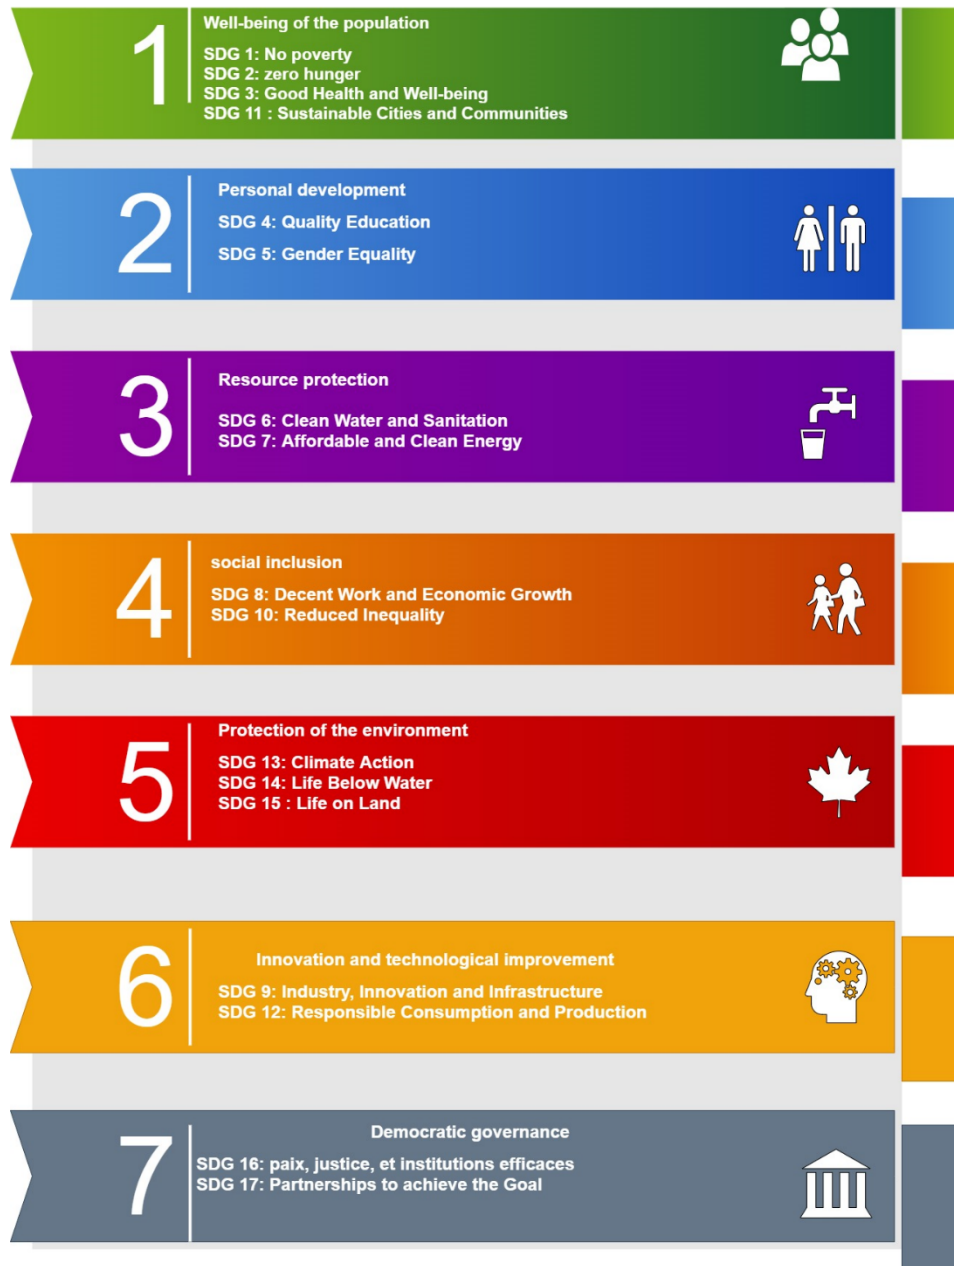 1
Well-being of the population
SDG 1: No poverty
SDG 2: zero hunger
SDG 3: Good Health and Well-being
SDG 11 : Sustainable Cities and Communities
2
Personal development
SDG 4: Quality Education
SDG 5: Gender Equality
3
Resource protection
SDG 6: Clean Water and Sanitation
SDG 7: Affordable and Clean Energy
4
social inclusion
SDG 8: Decent Work and Economic Growth
SDG 10: Reduced Inequality
5
Protection of the environment
SDG 13: Climate Action
SDG 14: Life Below Water
SDG 15 : Life on Land
6
Innovation and technological improvement
SDG 9: Industry, Innovation and Infrastructure
SDG 12: Responsible Consumption and Production
7
Democratic governance
SDG 16: paix, justice, et institutions efficaces
SDG 17: Partnerships to achieve the Goal